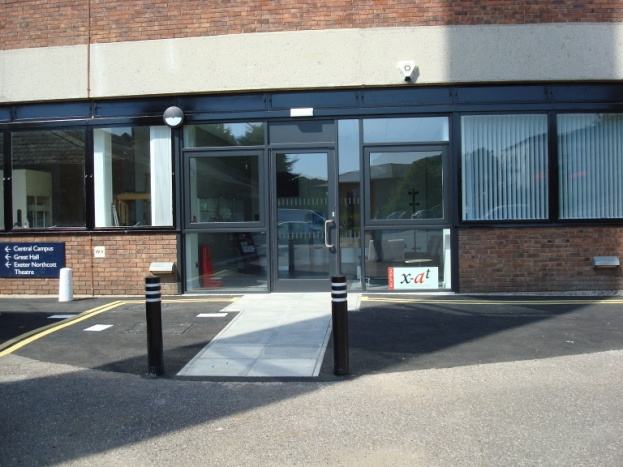 ← Central Campus
← Great Hall
← Exeter Northcott
Theatre
x-at